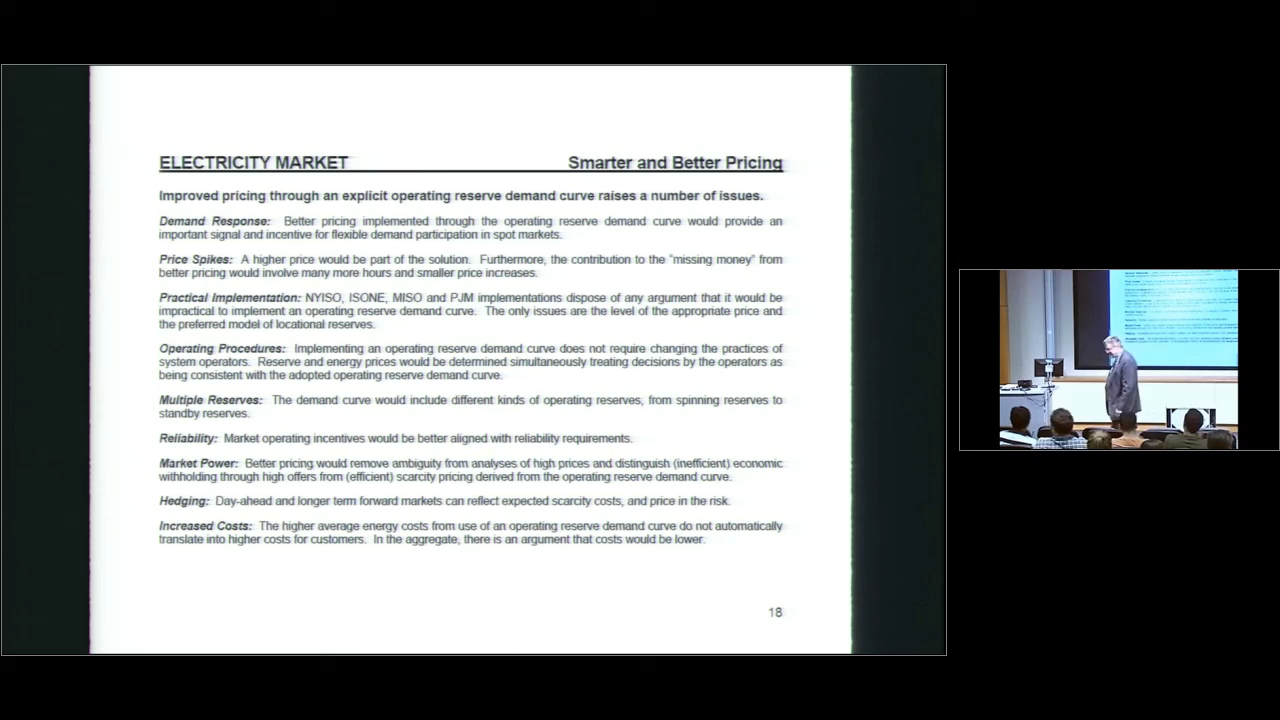 ELECTRICITY MARKET Smarter and Better Pricing
Improved pricing through an explicit operating reserve demand curve raises a number of issues.
Demand Response: Better pricing implemented through the operating reserve demand curve would provide an
important signal and incentive for flexible demand participation in spot markets.
Price Spikes: A higher price would be part of the solution. Furthermore, the contribution to the "missing money" from
better pricing would involve many more hours and smaller price increases.
Practical Implementation: NYISO, ISONE, MISO and PJM implementations dispose of any argument that it would be
impractical to implement an operating reserve demand curve. The only issues are the level of the appropriate price and
the preferred model of locational reserves.
Operating Procedures: Implementing an operating reserve demand curve does not require changing the practices of
system operators. Reserve and energy prices would be determined simultaneously treating decisions by the operators as
being consistent with the adopted operating reserve demand curve.
Multiple Reserves: The demand curve would include different kinds of operating reserves, from spinning reserves to
standby reserves.
Reliability: Market operating incentives would be better aligned with reliability requirements.
Market Power: Better pricing would remove ambiguity from analyses of high prices and distinguish (inefficient) economic
withholding through high offers from (efficient) scarcity pricing derived from the operating reserve demand curve.
Hedging: Day-ahead and longer term forward markets can reflect expected scarcity costs, and price in the risk.
Increased Costs: The higher average energy costs from use of an operating reserve demand curve do not automatically
translate into higher costs for customers. In the aggregate, there is an argument that costs would be lower.
18